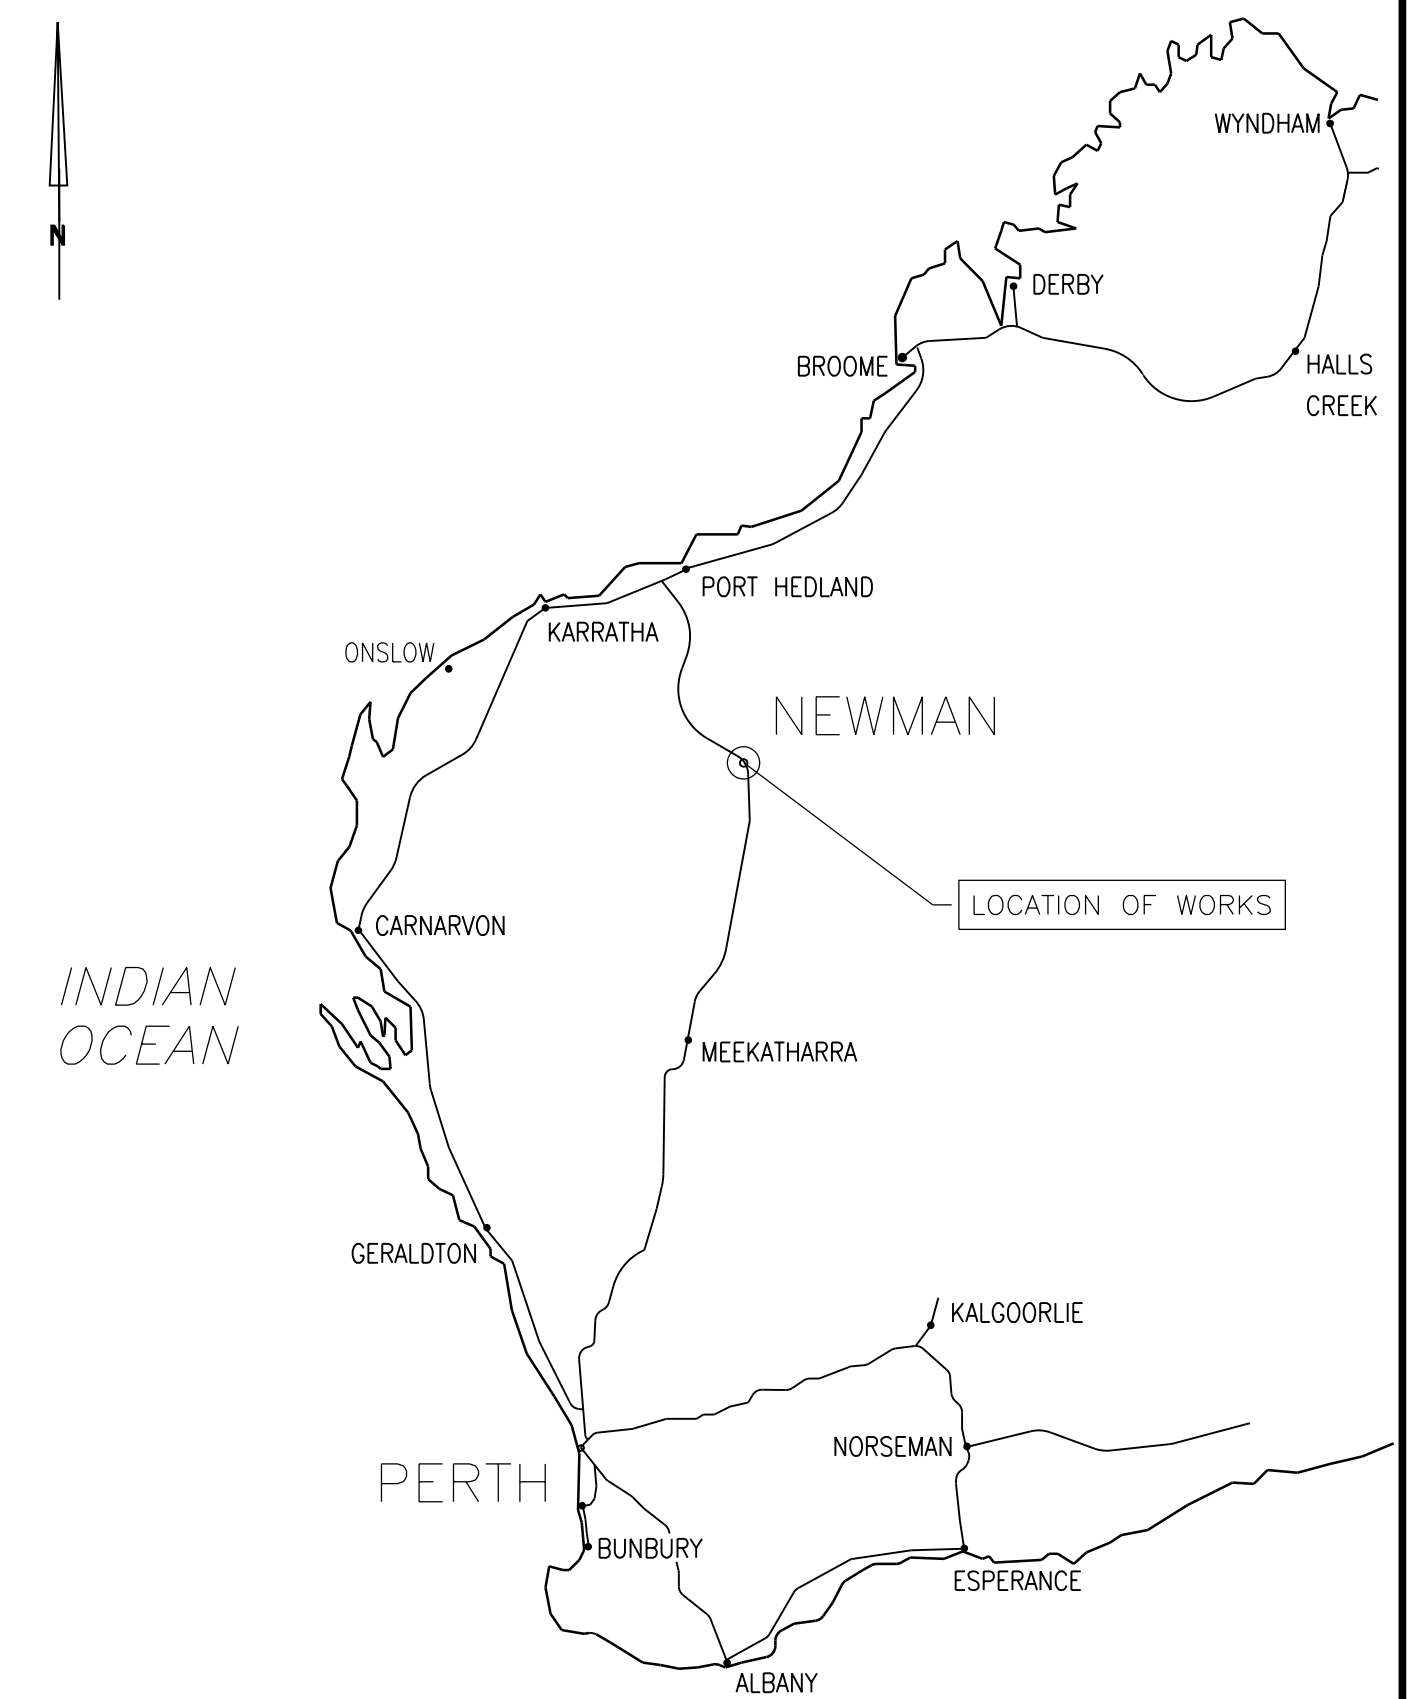 WYNDHAM
N
DERBY
BROOME
HALLS
CREEK
PORT HEDLAND
KARRATHA
ONSLOW
NEWMAN
LOCATION OF WORKS
CARNARVON
INDIAN
OCEAN
MEEKATHARRA
GERALDTON
KALGOORLIE
NORSEMAN
PERTH
BUNBURY
ESPERANCE
ALBANY